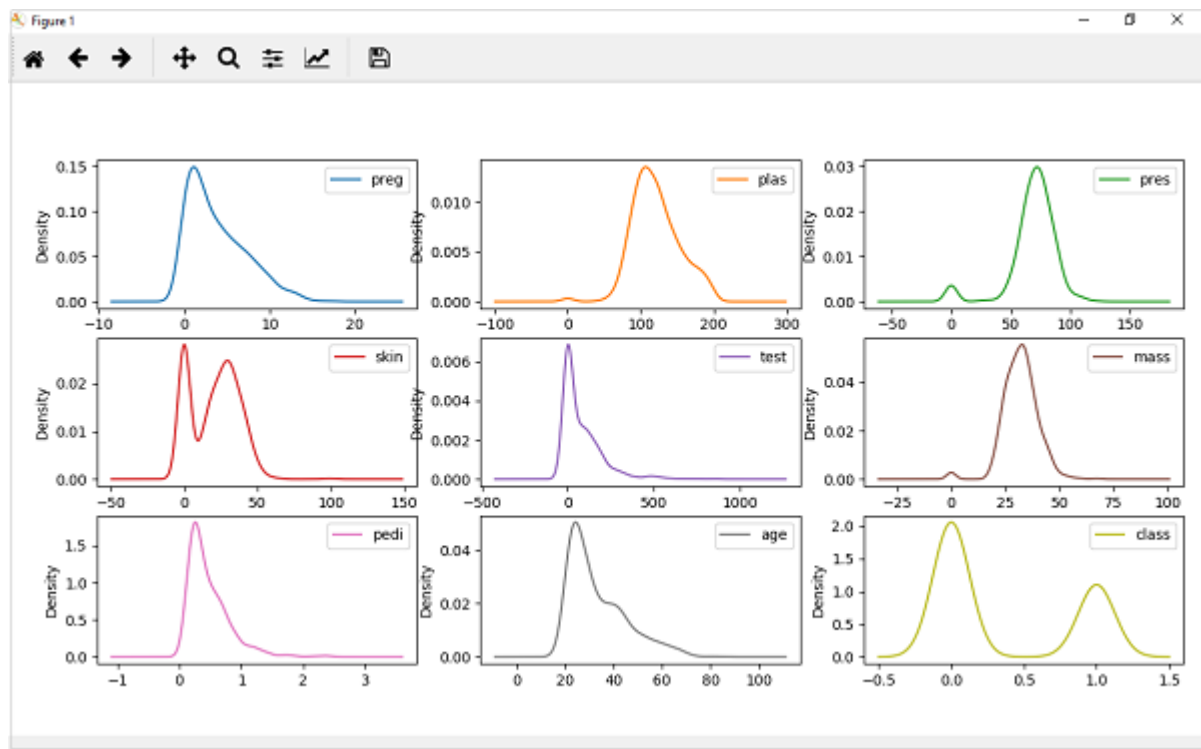 Figure 1
0.15
0.10
0.05
0.00
Density
preg
−10 0 10 20
0.010
0.005
0.000
Density
plas
−100 0 100 200 300
0.03
0.02
0.01
0.00
Density
pres
−50 0 50 100 150
0.02
0.01
0.00
Density
skin
−50 0 50 100 150
0.006
0.004
0.002
0.000
Density
test
−500 0 500 1000
0.04
0.02
0.00
Density
mass
−25 0 25 50 75 100
1.5
1.0
0.5
0.0
Density
pedi
−1 0 1 2 3
0.04
0.02
0.00
Density
age
0 20 40 60 80 100
2.0
1.5
1.0
0.5
0.0
Density
class
−0.5 0.0 0.5 1.0 1.5